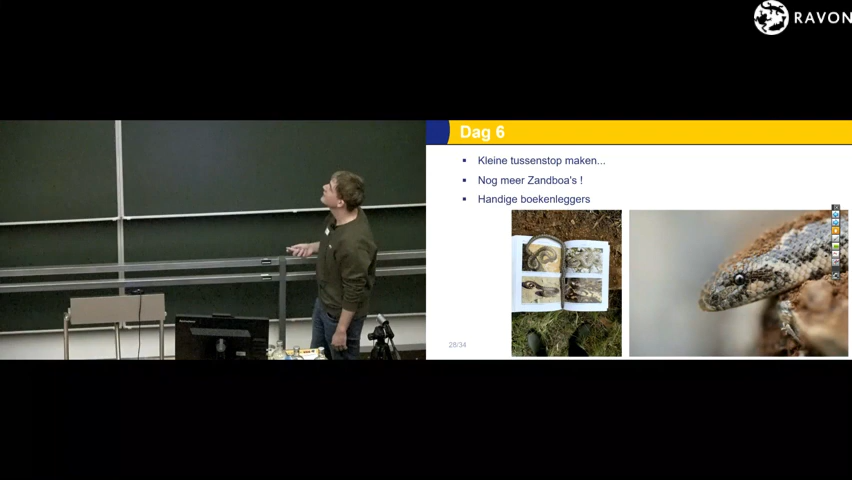 RAVON
Dag 6
Kleine tussenstop maken...
Nog meer Zandboa's !
Handige boekenleggers
28/34